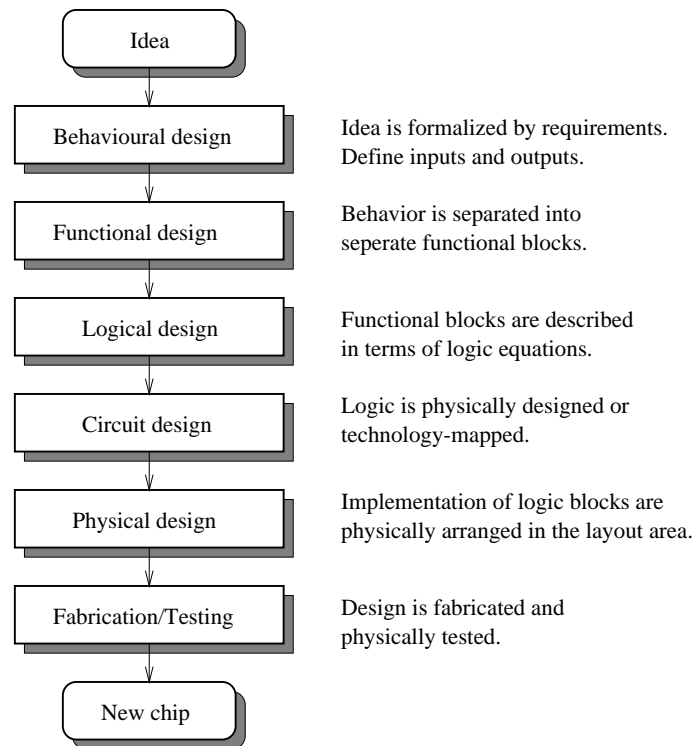 Idea
Behavioural design
Idea is formalized by requirements.
Define inputs and outputs.
Functional design
Behavior is separated into
seperate functional blocks.
Logical design
Functional blocks are described
in terms of logic equations.
Circuit design
Logic is physically designed or
technology-mapped.
Physical design
Implementation of logic blocks are
physically arranged in the layout area.
Fabrication/Testing
Design is fabricated and
physically tested.
New chip